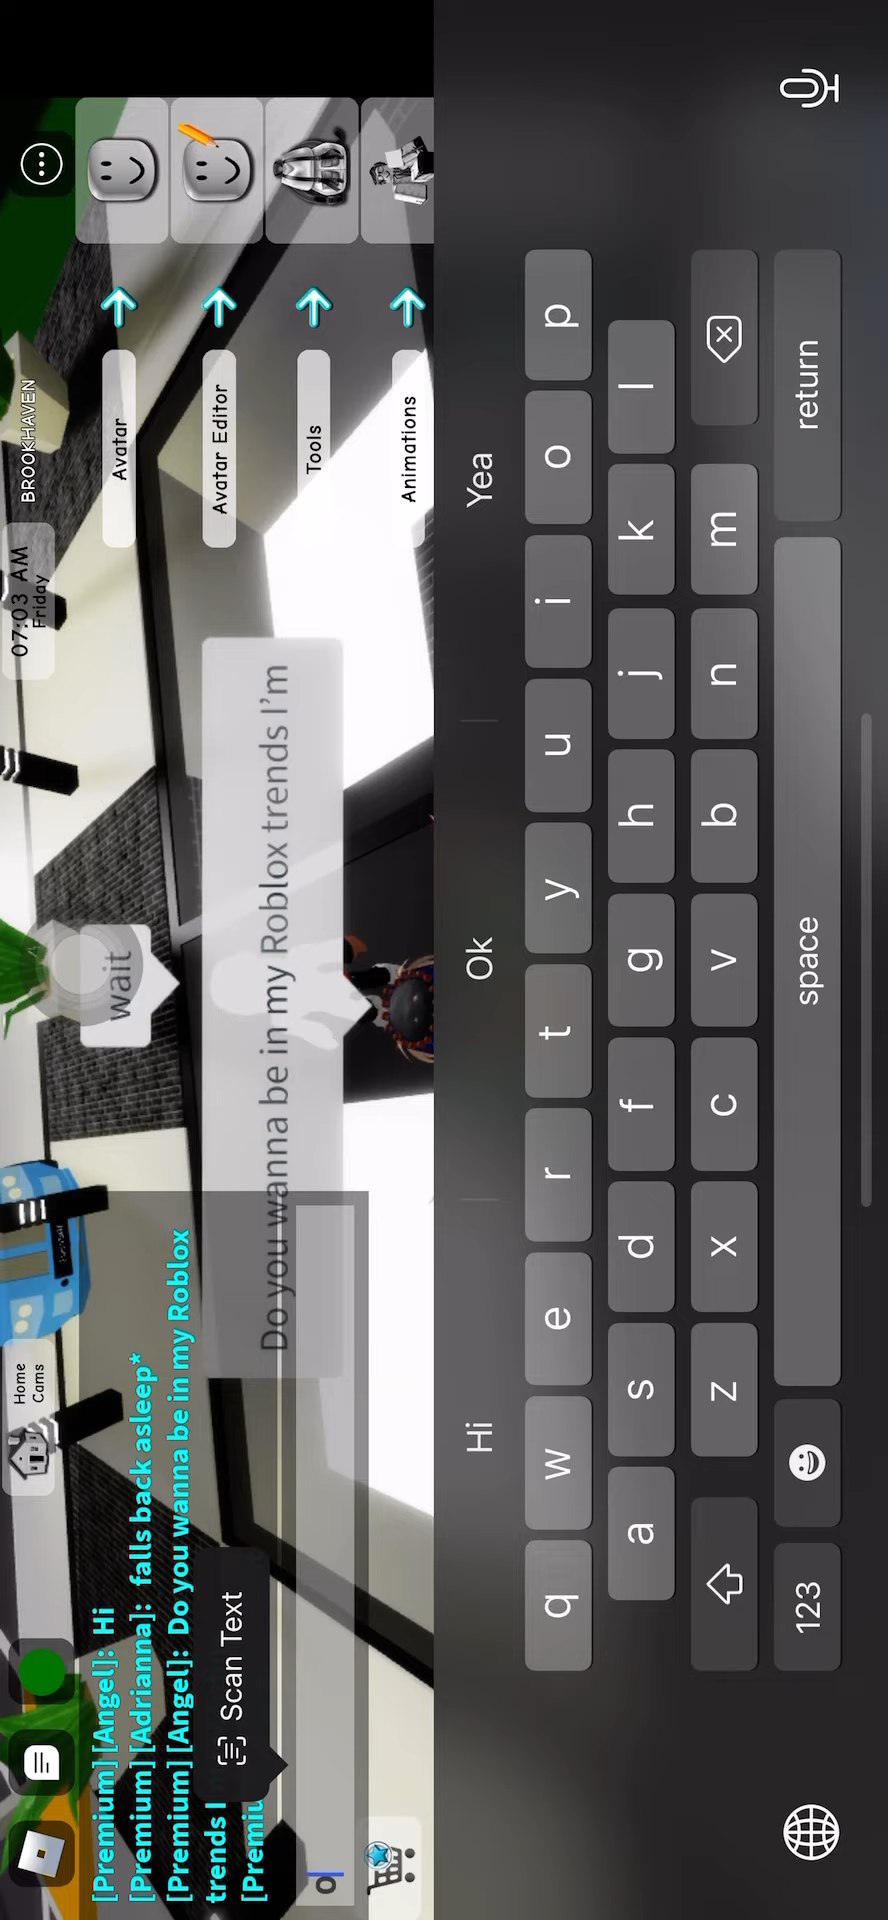 07:03 AM
Friday
BROOKHAVEN
Home
Cams
Avatar
Avatar Editor
Tools
Animations
wait
Do you wanna be in my Roblox trends I'm
[Premium] [Angel]: Hi
[Premium] [Adrianna]: falls back asleep*
[Premium] [Angel]: Do you wanna be in my Roblox
trends I
Scan Text
o
Hi
Ok
Yea
q w e r t y u i o p
a s d f g h j k l
z x c v b n m
123
space
return